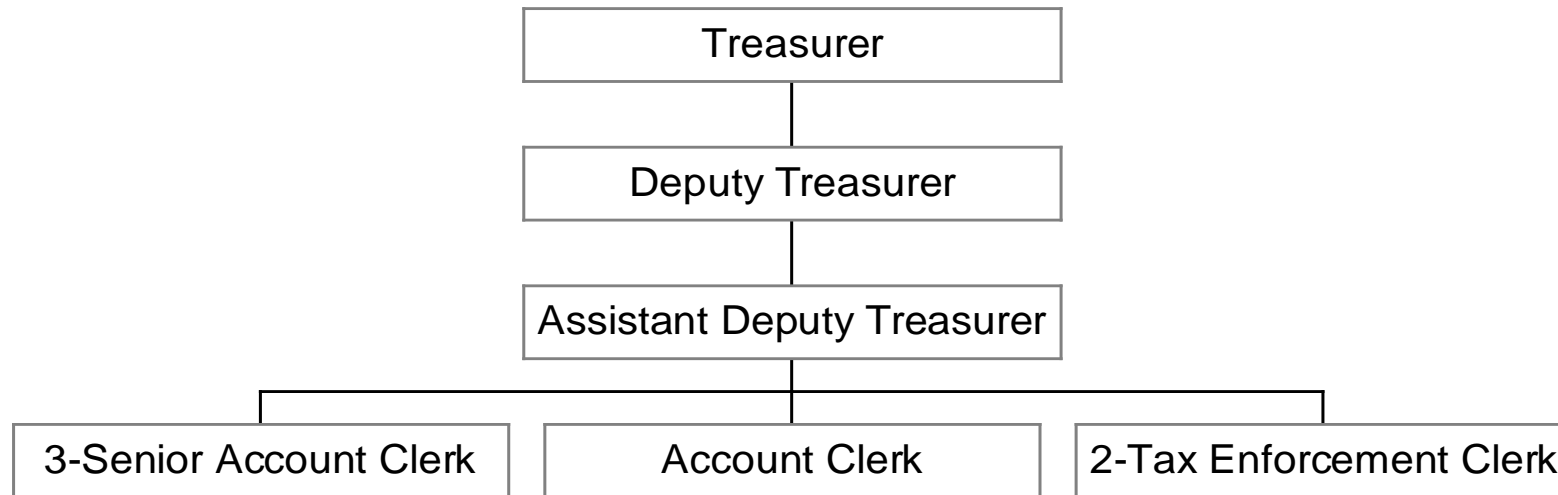 Treasurer
Deputy Treasurer
Assistant Deputy Treasurer
3-Senior Account Clerk
Account Clerk
2-Tax Enforcement Clerk